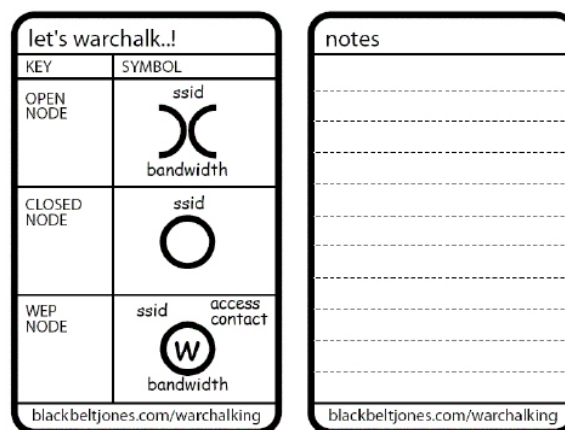 let's warchalk..!
KEY SYMBOL
OPEN
NODE
ssid
bandwidth
CLOSED
NODE
ssid
WEP
NODE
ssid
access
contact
W
bandwidth
blackbeltjones.com/warchalking
notes
blackbeltjones.com/warchalking